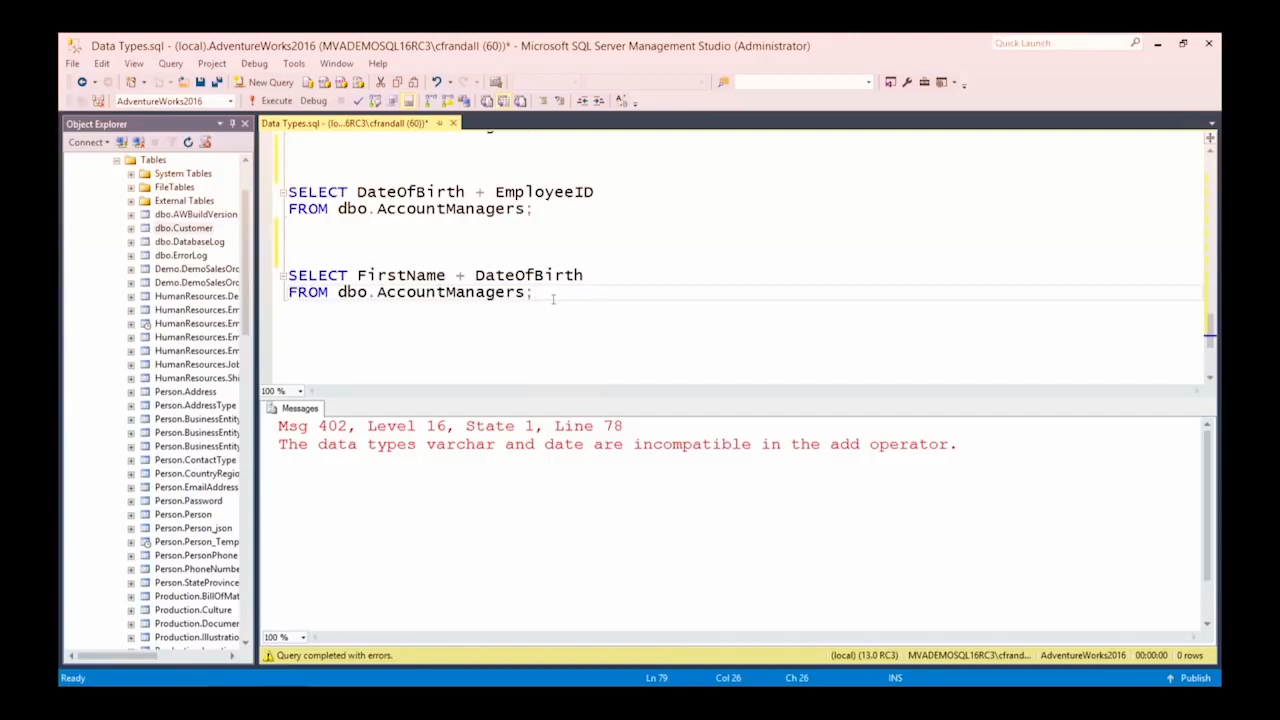 Data Types.sql - (local).AdventureWorks2016 (MVADEMOSQL16RC3\cfrandall (60))* - Microsoft SQL Server Management Studio (Administrator)
Quick Launch
File Edit View Query Project Debug Tools Window Help
New Query
AdventureWorks2016
Execute Debug
Object Explorer
Data Types.sql - (lo...6RC3\cfrandall (60))*
Connect
Tables
System Tables
FileTables
External Tables
dbo.AWBuildVersion
dbo.Customer
dbo.DatabaseLog
dbo.ErrorLog
Demo.DemoSalesOrc
Demo.DemoSalesOrc
HumanResources.De
HumanResources.Em
HumanResources.Em
HumanResources.Em
HumanResources.Em
HumanResources.Job
HumanResources.Shi
Person.Address
Person.AddressType
Person.BusinessEntity
Person.BusinessEntity
Person.BusinessEntity
Person.ContactType
Person.CountryRegio
Person.EmailAddress
Person.Password
Person.Person
Person.Person_json
Person.Person_Temp
Person.PersonPhone
Person.PhoneNumbe
Person.StateProvince
Production.BillOfMat
Production.Culture
Production.Documen
Production.Illustratio
SELECT DateOfBirth + EmployeeID
FROM dbo.AccountManagers;
SELECT FirstName + DateOfBirth
FROM dbo.AccountManagers;
100 %
Messages
Msg 402, Level 16, State 1, Line 78
The data types varchar and date are incompatible in the add operator.
100 %
Query completed with errors.
(local) (13.0 RC3) MVADEMOSQL16RC3\cfrand... AdventureWorks2016 00:00:00 0 rows
Ready
Ln 79 Col 26 Ch 26 INS
Publish